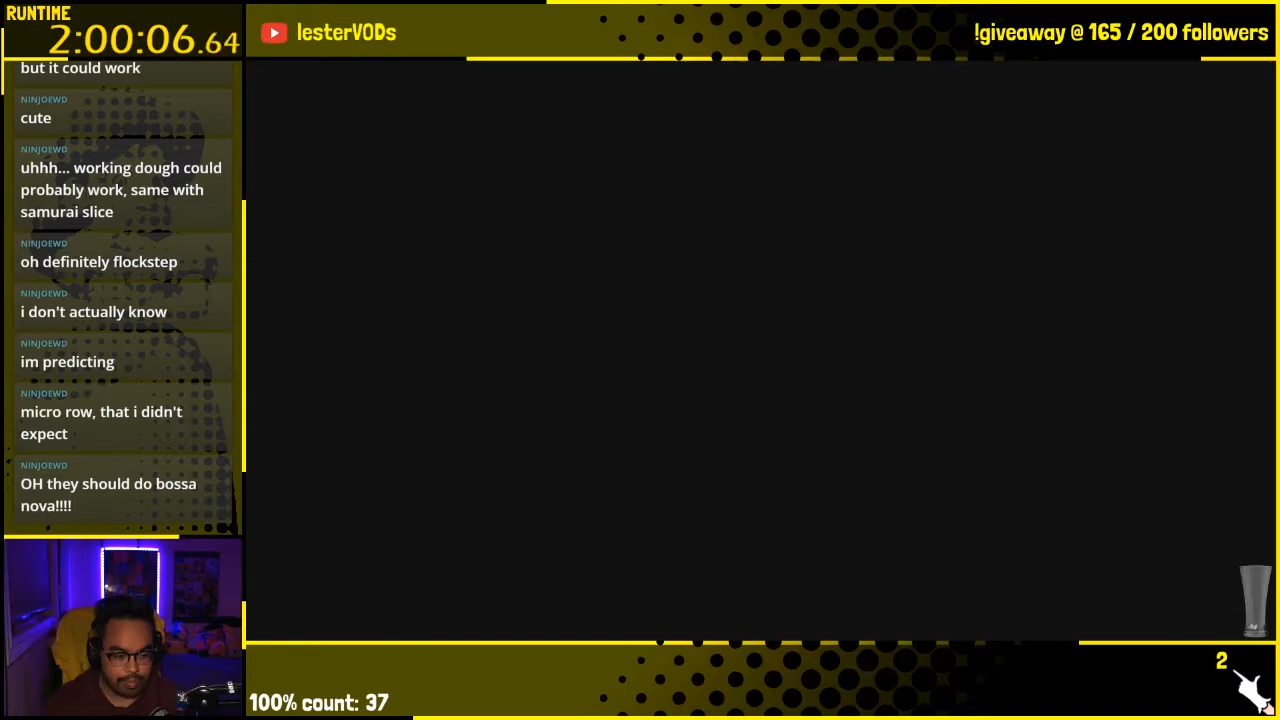 RUNTIME
2:00:06.64
lesterVODs
!giveaway @ 165 / 200 followers
but it could work
NINJOEWD
cute
NINJOEWD
uhhh... working dough could
probably work, same with
samurai slice
NINJOEWD
oh definitely flockstep
NINJOEWD
i don't actually know
NINJOEWD
im predicting
NINJOEWD
micro row, that i didn't
expect
NINJOEWD
OH they should do bossa
nova!!!!
2
100% count: 37